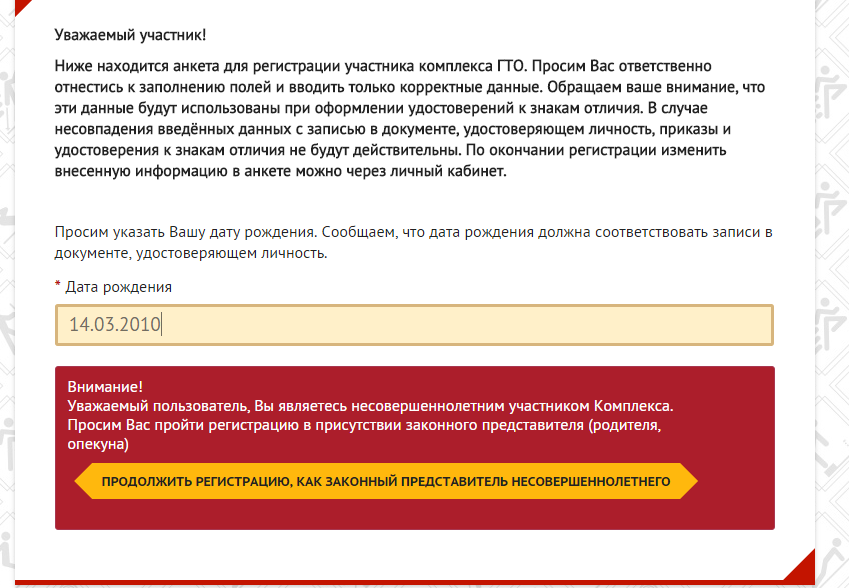 Уважаемый участник!
Ниже находится анкета для регистрации участника комплекса ГТО. Просим Вас ответственно
отнестись к заполнению полей и вводить только корректные данные. Обращаем ваше внимание, что
эти данные будут использованы при оформлении удостоверений к знакам отличия. В случае
несовпадения введённых данных с записью в документе, удостоверяющем личность, приказы и
удостоверения к знакам отличия не будут действительны. По окончании регистрации изменить
внесенную информацию в анкете можно через личный кабинет.
Просим указать Вашу дату рождения. Сообщаем, что дата рождения должна соответствовать записи в
документе, удостоверяющем личность.
* Дата рождения
14.03.2010
Внимание!
Уважаемый пользователь, Вы являетесь несовершеннолетним участником Комплекса.
Просим Вас пройти регистрацию в присутствии законного представителя (родителя,
опекуна)
ПРОДОЛЖИТЬ РЕГИСТРАЦИЮ, КАК ЗАКОННЫЙ ПРЕДСТАВИТЕЛЬ НЕСОВЕРШЕННОЛЕТНЕГО